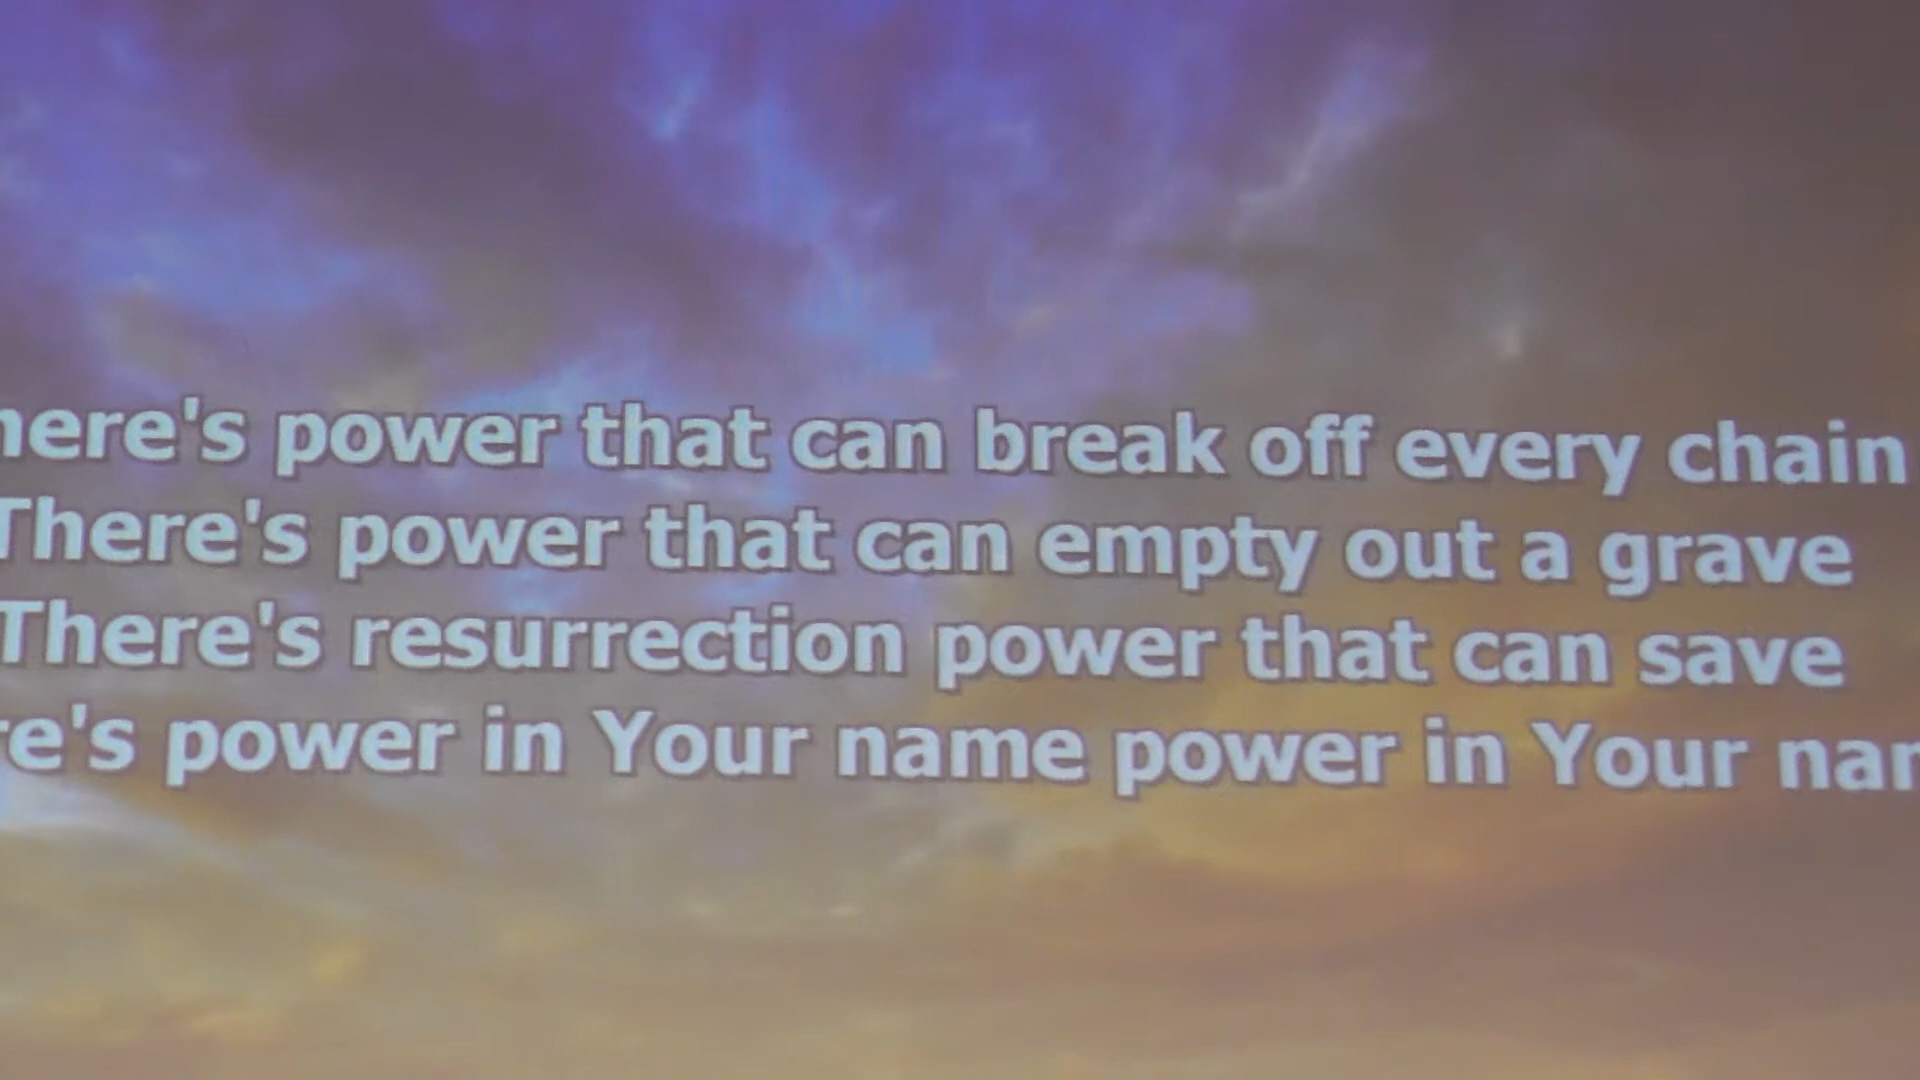 here's power that can break off every chain
There's power that can empty out a grave
There's resurrection power that can save
re's power in Your name power in Your nam